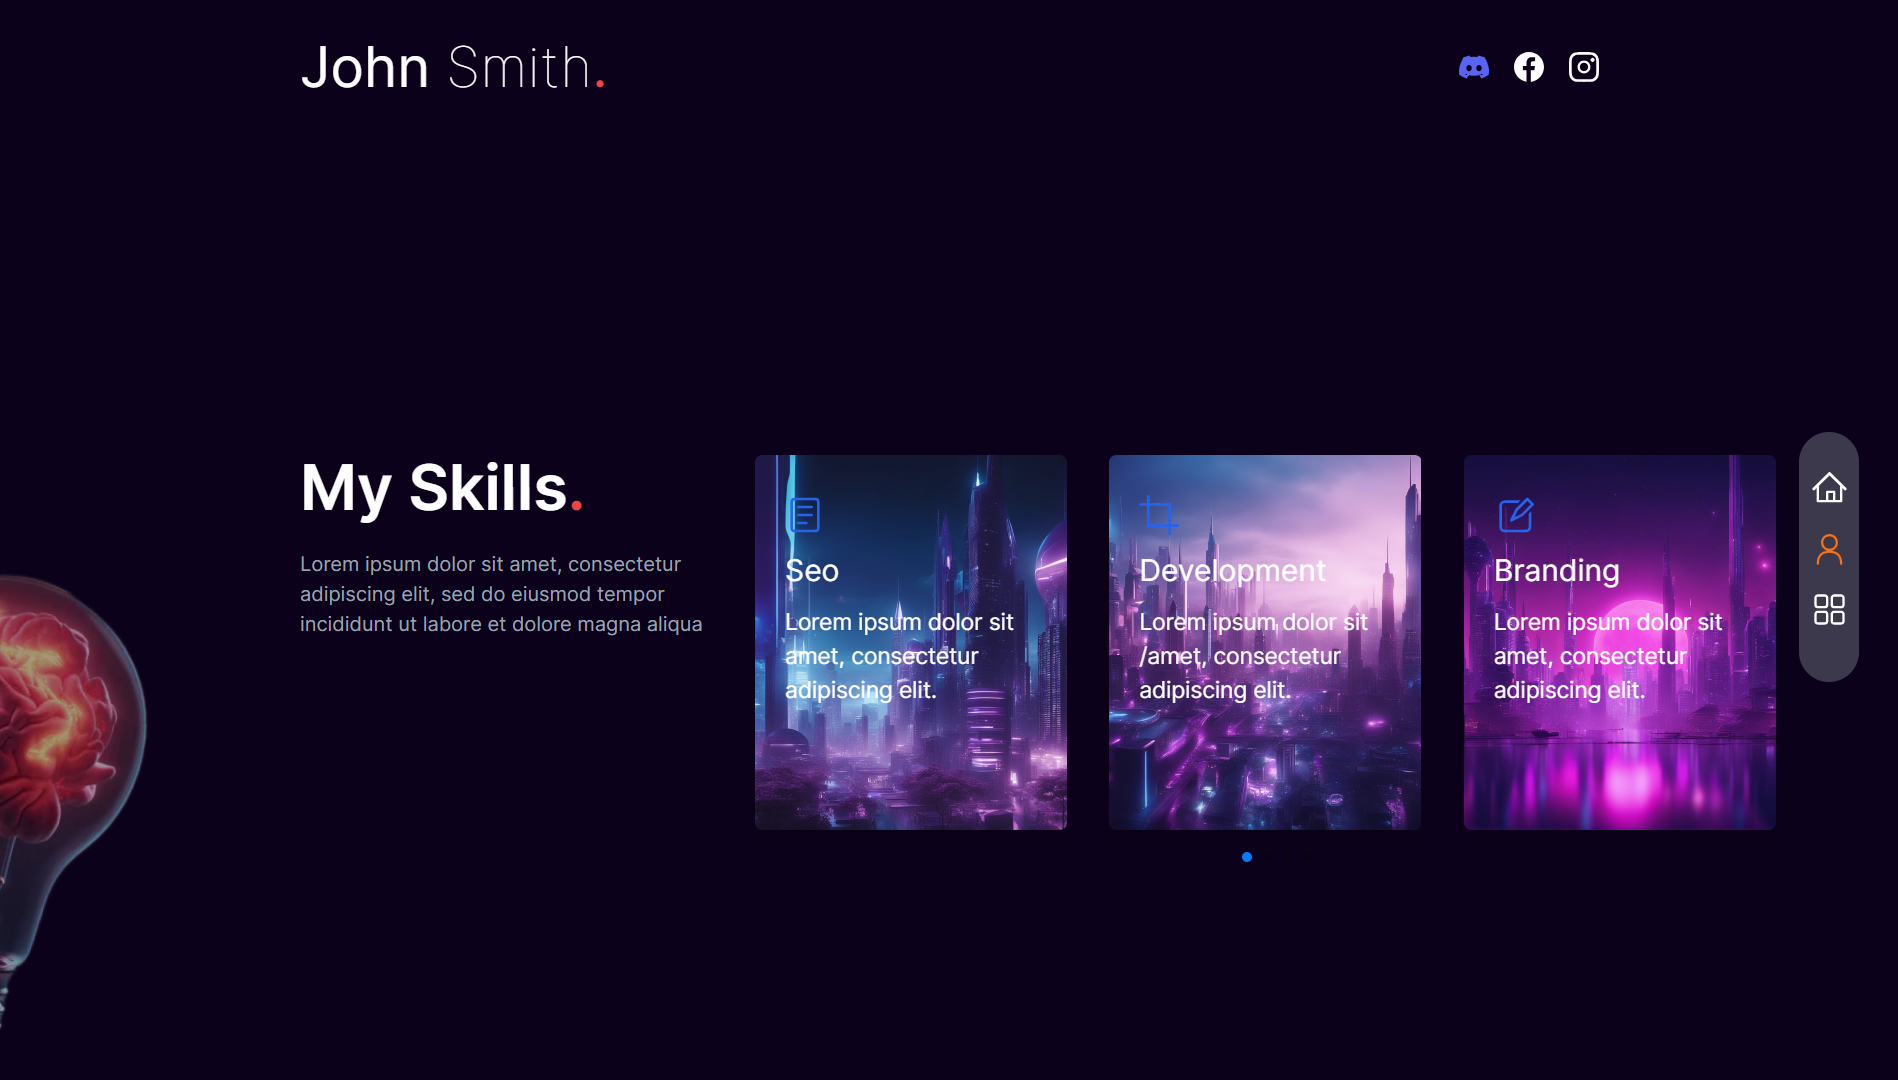 John Smith.
My Skills.
Lorem ipsum dolor sit amet, consectetur
adipiscing elit, sed do eiusmod tempor
incididunt ut labore et dolore magna aliqua
Seo
Lorem ipsum dolor sit
amet, consectetur
adipiscing elit.
Development
Lorem ipsum dolor sit
/amet, consectetur
adipiscing elit.
Branding
Lorem ipsum dolor sit
amet, consectetur
adipiscing elit.